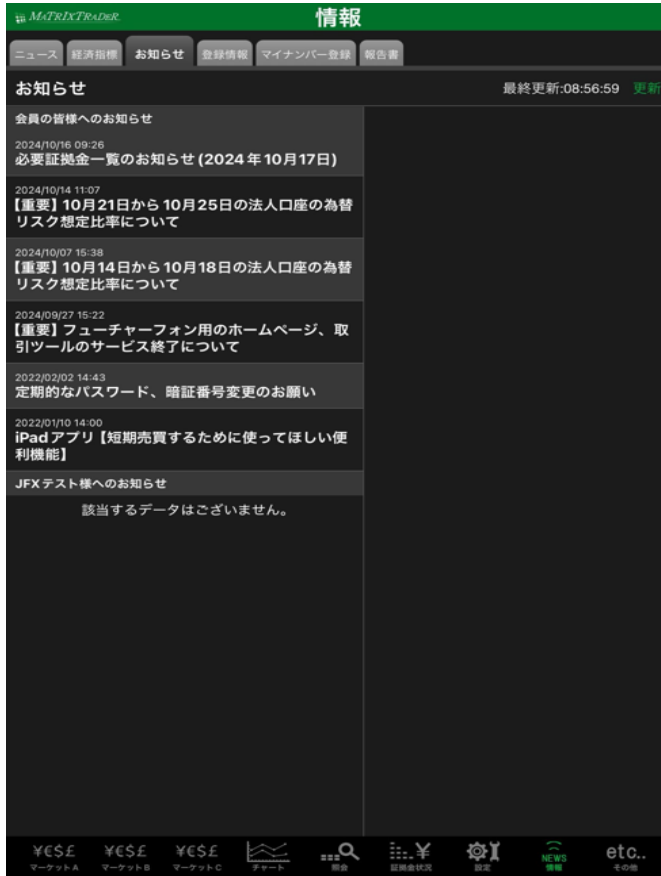 MATRIXTRADER
情報
ニュース 経済指標 お知らせ 登録情報 マイナンバー登録 報告書
お知らせ 最終更新:08:56:59 更新
会員の皆様へのお知らせ
2024/10/16 09:26
必要証拠金一覧のお知らせ (2024年10月17日)
2024/10/14 11:07
【重要】10月21日から10月25日の法人口座の為替
リスク想定比率について
2024/10/07 15:38
【重要】10月14日から10月18日の法人口座の為替
リスク想定比率について
2024/09/27 15:22
【重要】フューチャーフォン用のホームページ、取
引ツールのサービス終了について
2022/02/02 14:43
定期的なパスワード、暗証番号変更のお願い
2022/01/10 14:00
iPadアプリ【短期売買するために使ってほしい便
利機能】
JFXテスト様へのお知らせ
該当するデータはございません。
¥€$£ ¥€$£ ¥€$£ ¥ NEWS etc..
マーケットA マーケットB マーケットC チャート 照会 証拠金状況 設定 情報 その他